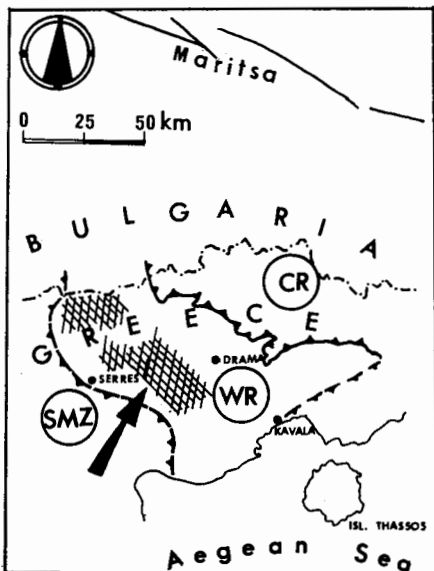 Maritsa
0 25 50 km
BULGARIA
CR
GREECE
DRAMA
SERRES
WR
SMZ
KAVALA
ISL. THASSOS
Aegean Sea